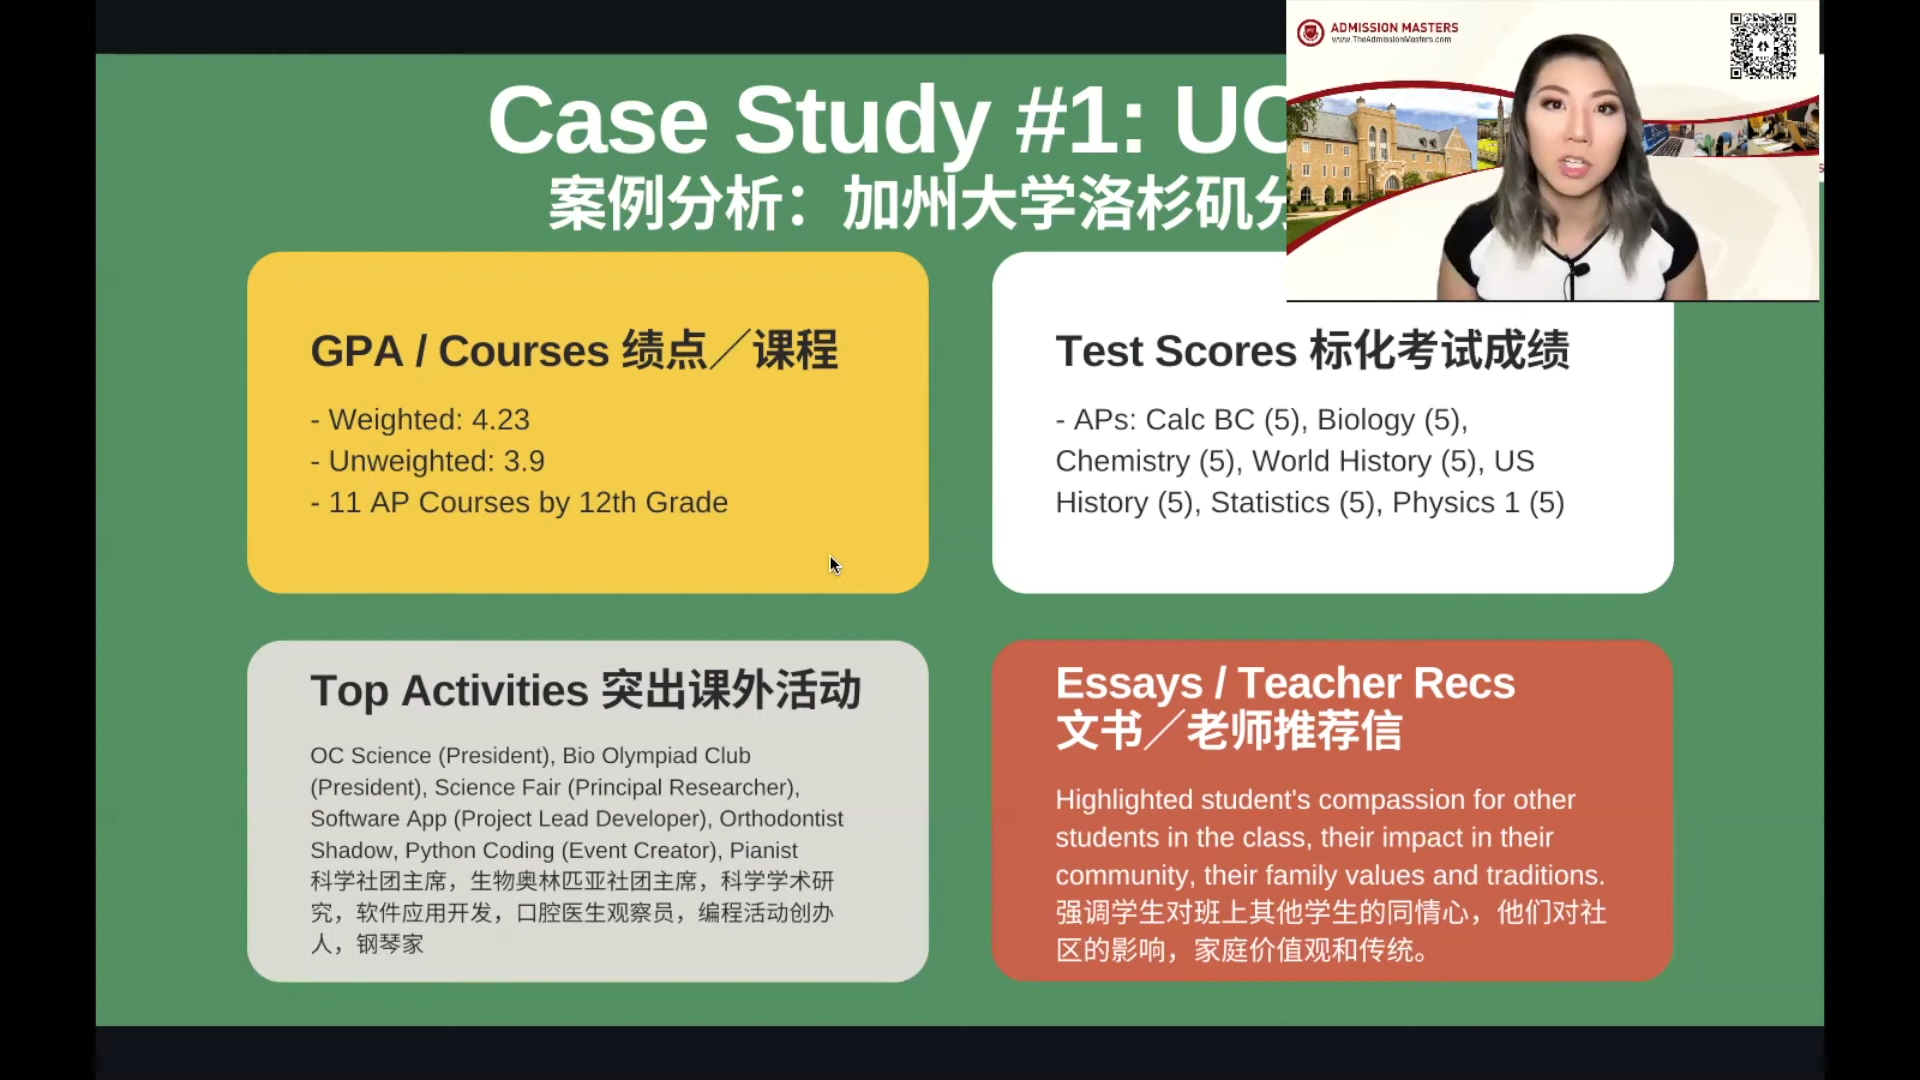 ADMISSION MASTERS
www.TheAdmissionMasters.com
Case Study #1: UC
案例分析：加州大学洛杉矶分
GPA / Courses 绩点／课程
- Weighted: 4.23
- Unweighted: 3.9
- 11 AP Courses by 12th Grade
Test Scores 标化考试成绩
- APs: Calc BC (5), Biology (5),
Chemistry (5), World History (5), US
History (5), Statistics (5), Physics 1 (5)
Top Activities 突出课外活动
OC Science (President), Bio Olympiad Club
(President), Science Fair (Principal Researcher),
Software App (Project Lead Developer), Orthodontist
Shadow, Python Coding (Event Creator), Pianist
科学社团主席，生物奥林匹亚社团主席，科学学术研
究，软件应用开发，口腔医生观察员，编程活动创办
人，钢琴家
Essays / Teacher Recs
文书／老师推荐信
Highlighted student's compassion for other
students in the class, their impact in their
community, their family values and traditions.
强调学生对班上其他学生的同情心，他们对社
区的影响，家庭价值观和传统。